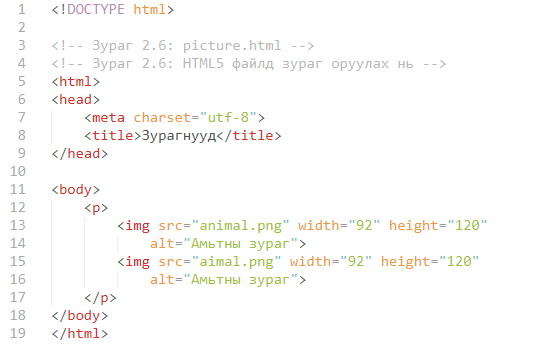 1 <!DOCTYPE html>
2
3 <!-- Зураг 2.6: picture.html -->
4 <!-- Зураг 2.6: HTML5 файлд зураг оруулах нь -->
5 <html>
6 <head>
7 <meta charset="utf-8">
8 <title>Зурагнууд</title>
9 </head>
10
11 <body>
12 <p>
13 <img src="animal.png" width="92" height="120"
14 alt="Амьтны зураг">
15 <img src="aimal.png" width="92" height="120"
16 alt="Амьтны зураг">
17 </p>
18 </body>
19 </html>